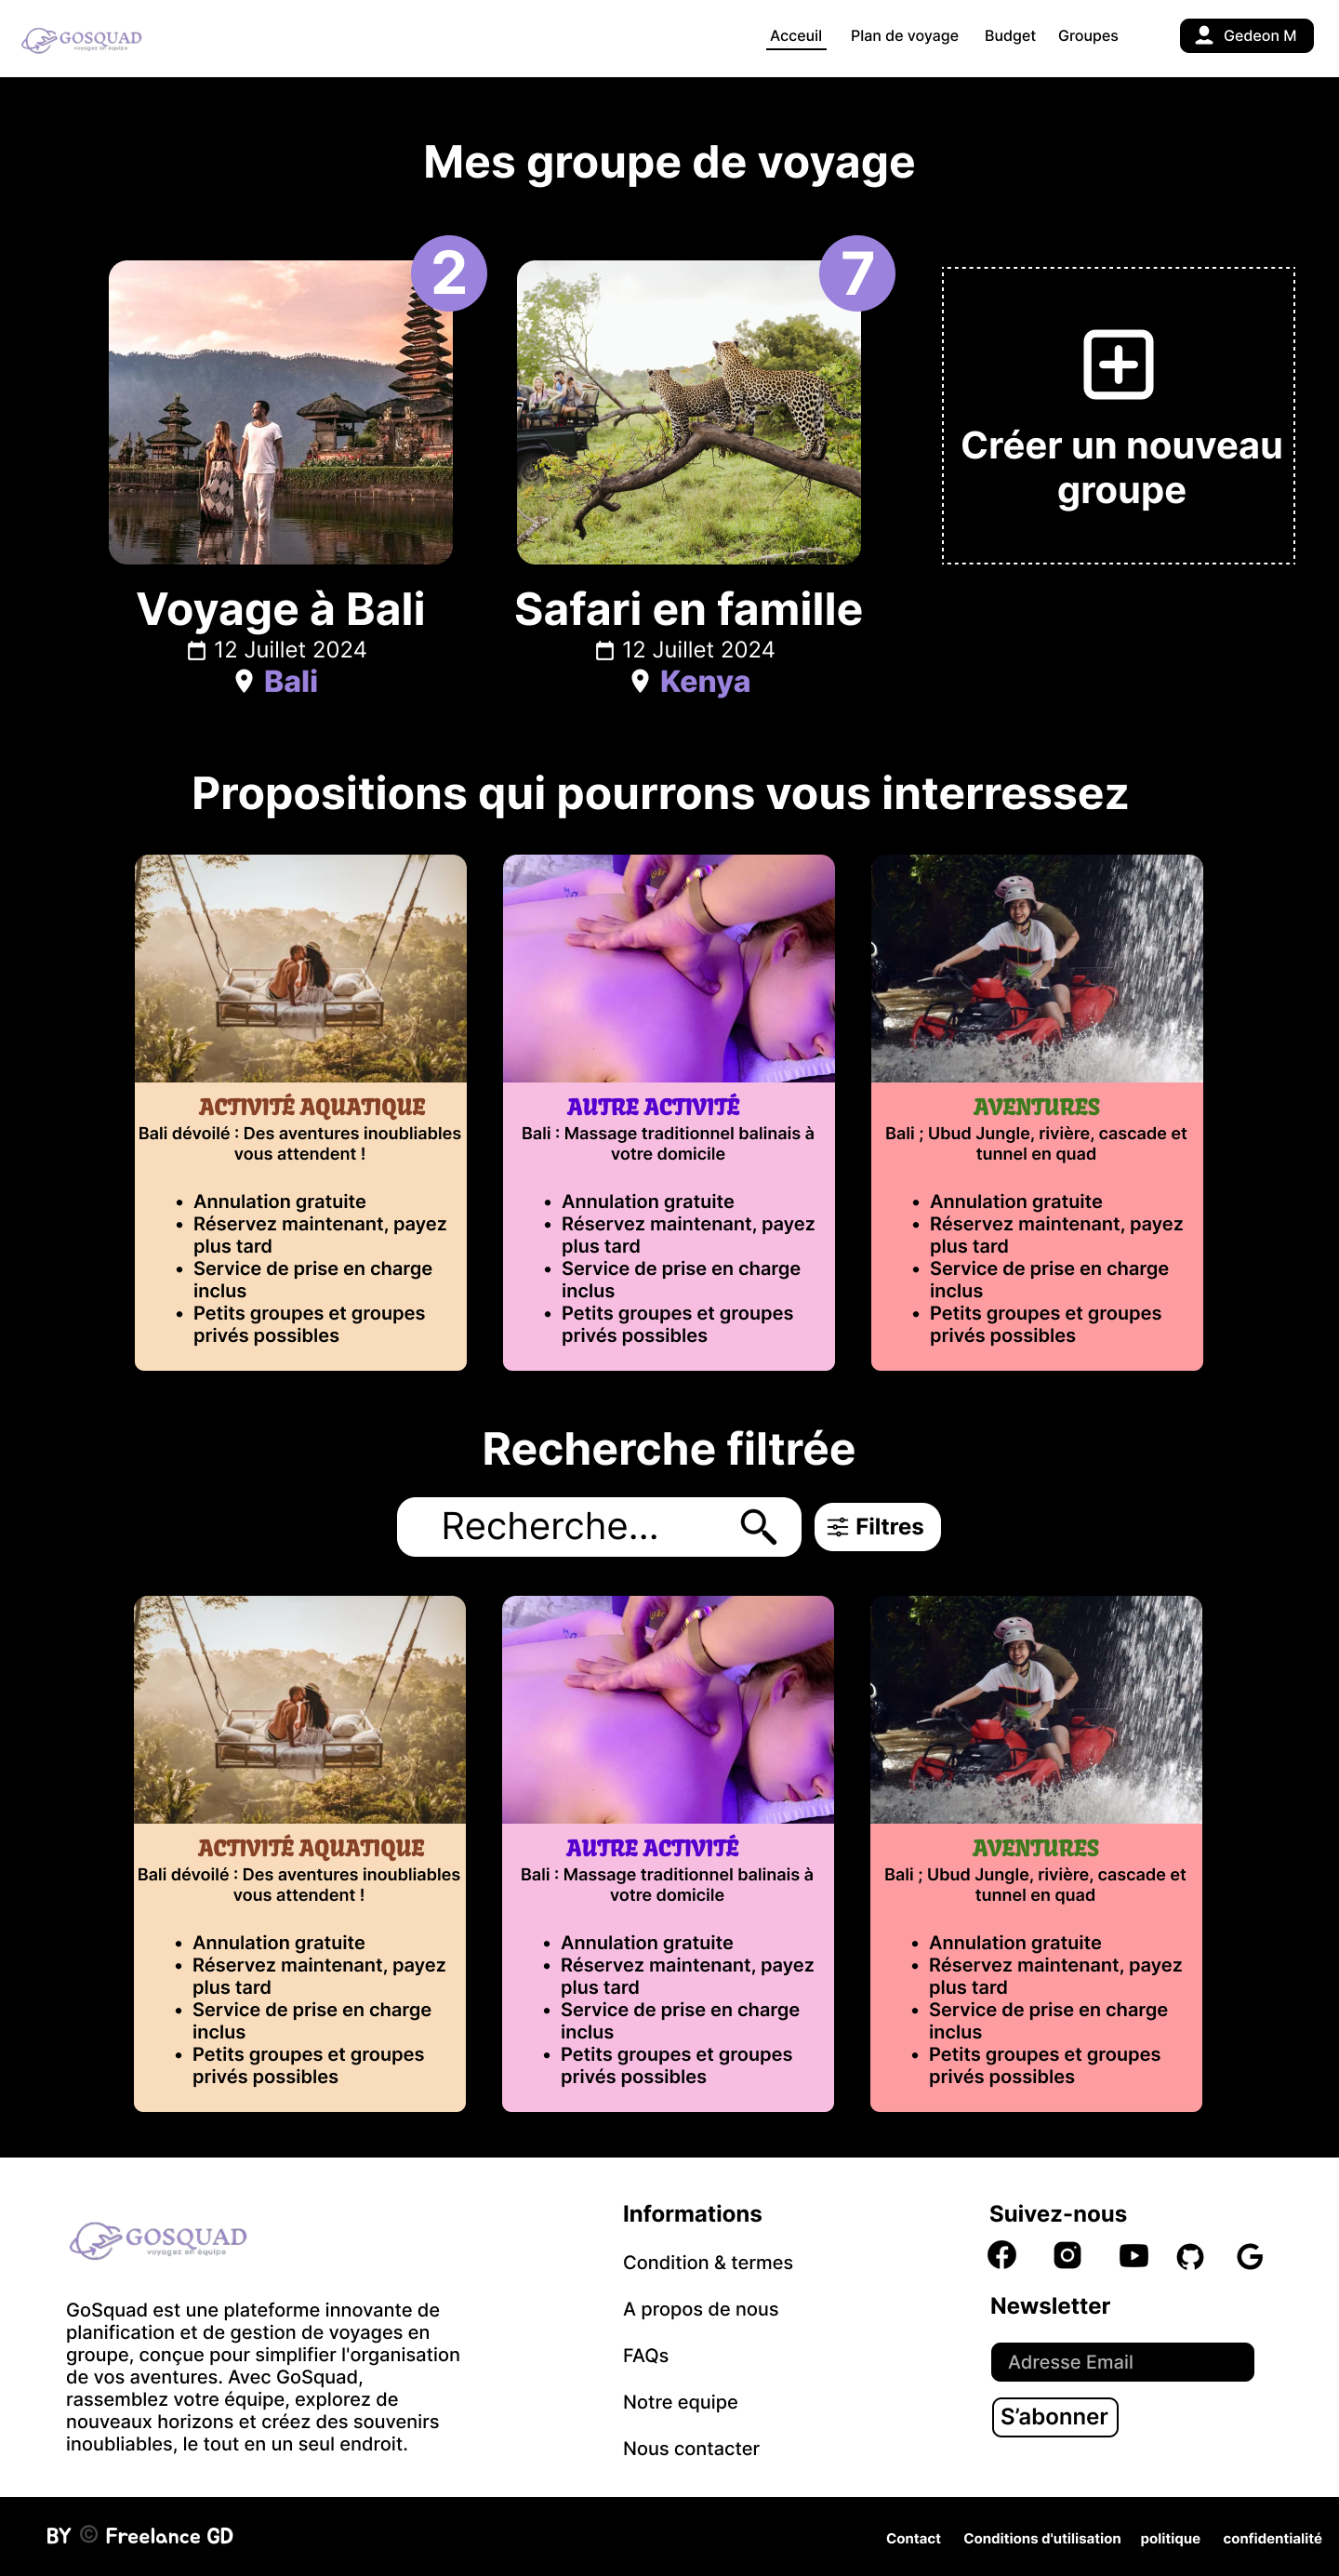 GOSQUAD
voyagez en équipe
Acceuil
Plan de voyage
Budget
Groupes
Gedeon M
Mes groupe de voyage
2
7
Créer un nouveau
groupe
Voyage à Bali
12 Juillet 2024
Bali
Safari en famille
12 Juillet 2024
Kenya
Propositions qui pourrons vous interressez
ACTIVITÉ AQUATIQUE
Bali dévoilé : Des aventures inoubliables
vous attendent !
• Annulation gratuite
• Réservez maintenant, payez
plus tard
• Service de prise en charge
inclus
• Petits groupes et groupes
privés possibles
AUTRE ACTIVITÉ
Bali : Massage traditionnel balinais à
votre domicile
• Annulation gratuite
• Réservez maintenant, payez
plus tard
• Service de prise en charge
inclus
• Petits groupes et groupes
privés possibles
AVENTURES
Bali ; Ubud Jungle, rivière, cascade et
tunnel en quad
• Annulation gratuite
• Réservez maintenant, payez
plus tard
• Service de prise en charge
inclus
• Petits groupes et groupes
privés possibles
Recherche filtrée
Recherche...
Filtres
ACTIVITÉ AQUATIQUE
Bali dévoilé : Des aventures inoubliables
vous attendent !
• Annulation gratuite
• Réservez maintenant, payez
plus tard
• Service de prise en charge
inclus
• Petits groupes et groupes
privés possibles
AUTRE ACTIVITÉ
Bali : Massage traditionnel balinais à
votre domicile
• Annulation gratuite
• Réservez maintenant, payez
plus tard
• Service de prise en charge
inclus
• Petits groupes et groupes
privés possibles
AVENTURES
Bali ; Ubud Jungle, rivière, cascade et
tunnel en quad
• Annulation gratuite
• Réservez maintenant, payez
plus tard
• Service de prise en charge
inclus
• Petits groupes et groupes
privés possibles
GOSQUAD
voyagez en équipe
GoSquad est une plateforme innovante de
planification et de gestion de voyages en
groupe, conçue pour simplifier l'organisation
de vos aventures. Avec GoSquad,
rassemblez votre équipe, explorez de
nouveaux horizons et créez des souvenirs
inoubliables, le tout en un seul endroit.
Informations
Condition & termes
A propos de nous
FAQs
Notre equipe
Nous contacter
Suivez-nous
Newsletter
Adresse Email
S'abonner
BY © Freelance GD
Contact
Conditions d'utilisation
politique
confidentialité